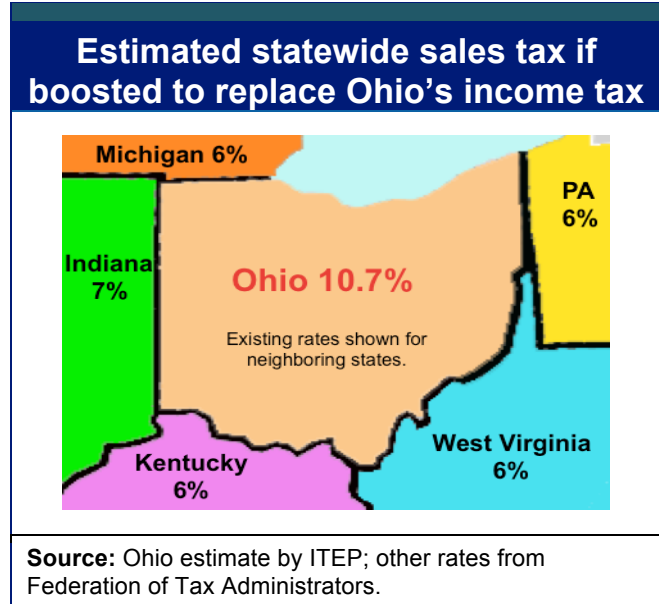 Estimated statewide sales tax if
boosted to replace Ohio’s income tax
Michigan 6%
PA
6%
Indiana
7%
Ohio 10.7%
Existing rates shown for
neighboring states.
West Virginia
6%
Kentucky
6%
Source: Ohio estimate by ITEP; other rates from
Federation of Tax Administrators.